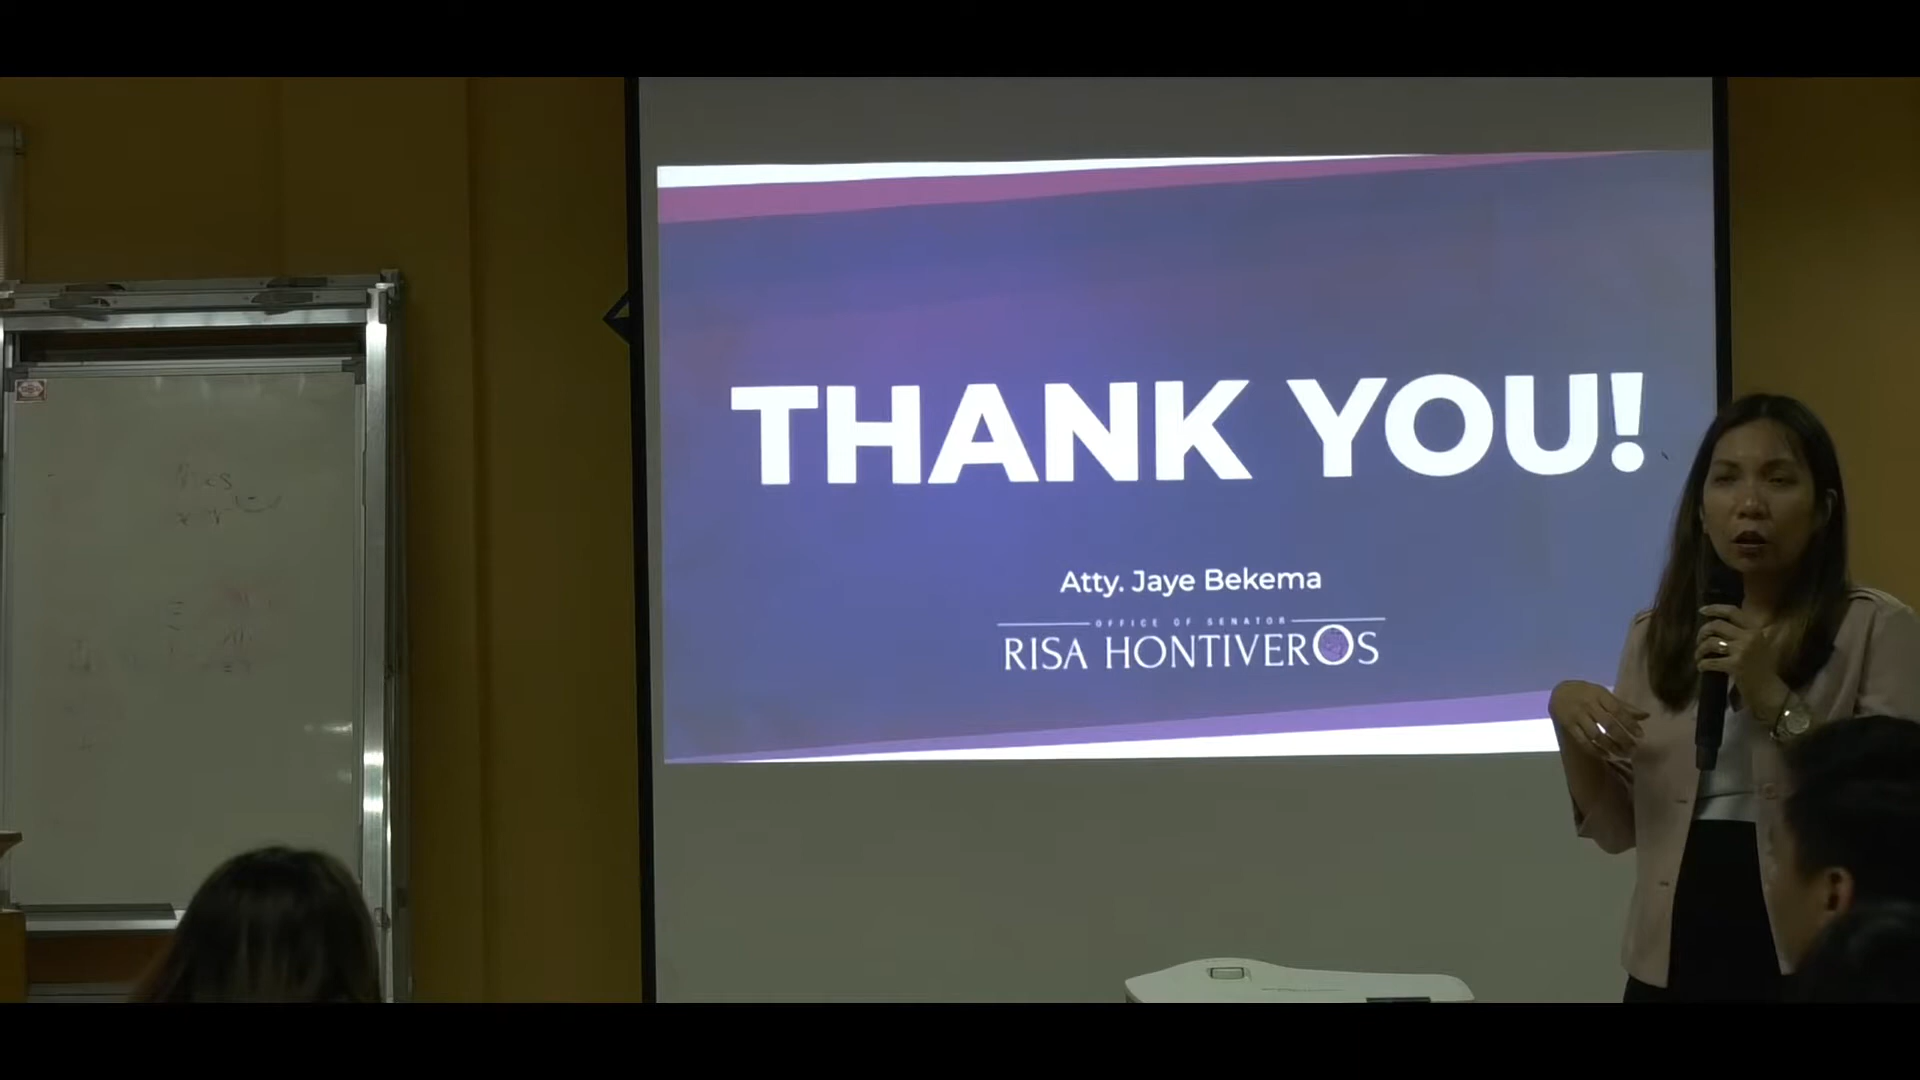 THANK YOU!
Atty. Jaye Bekema
OFFICE OF SENATOR
RISA HONTIVEROS